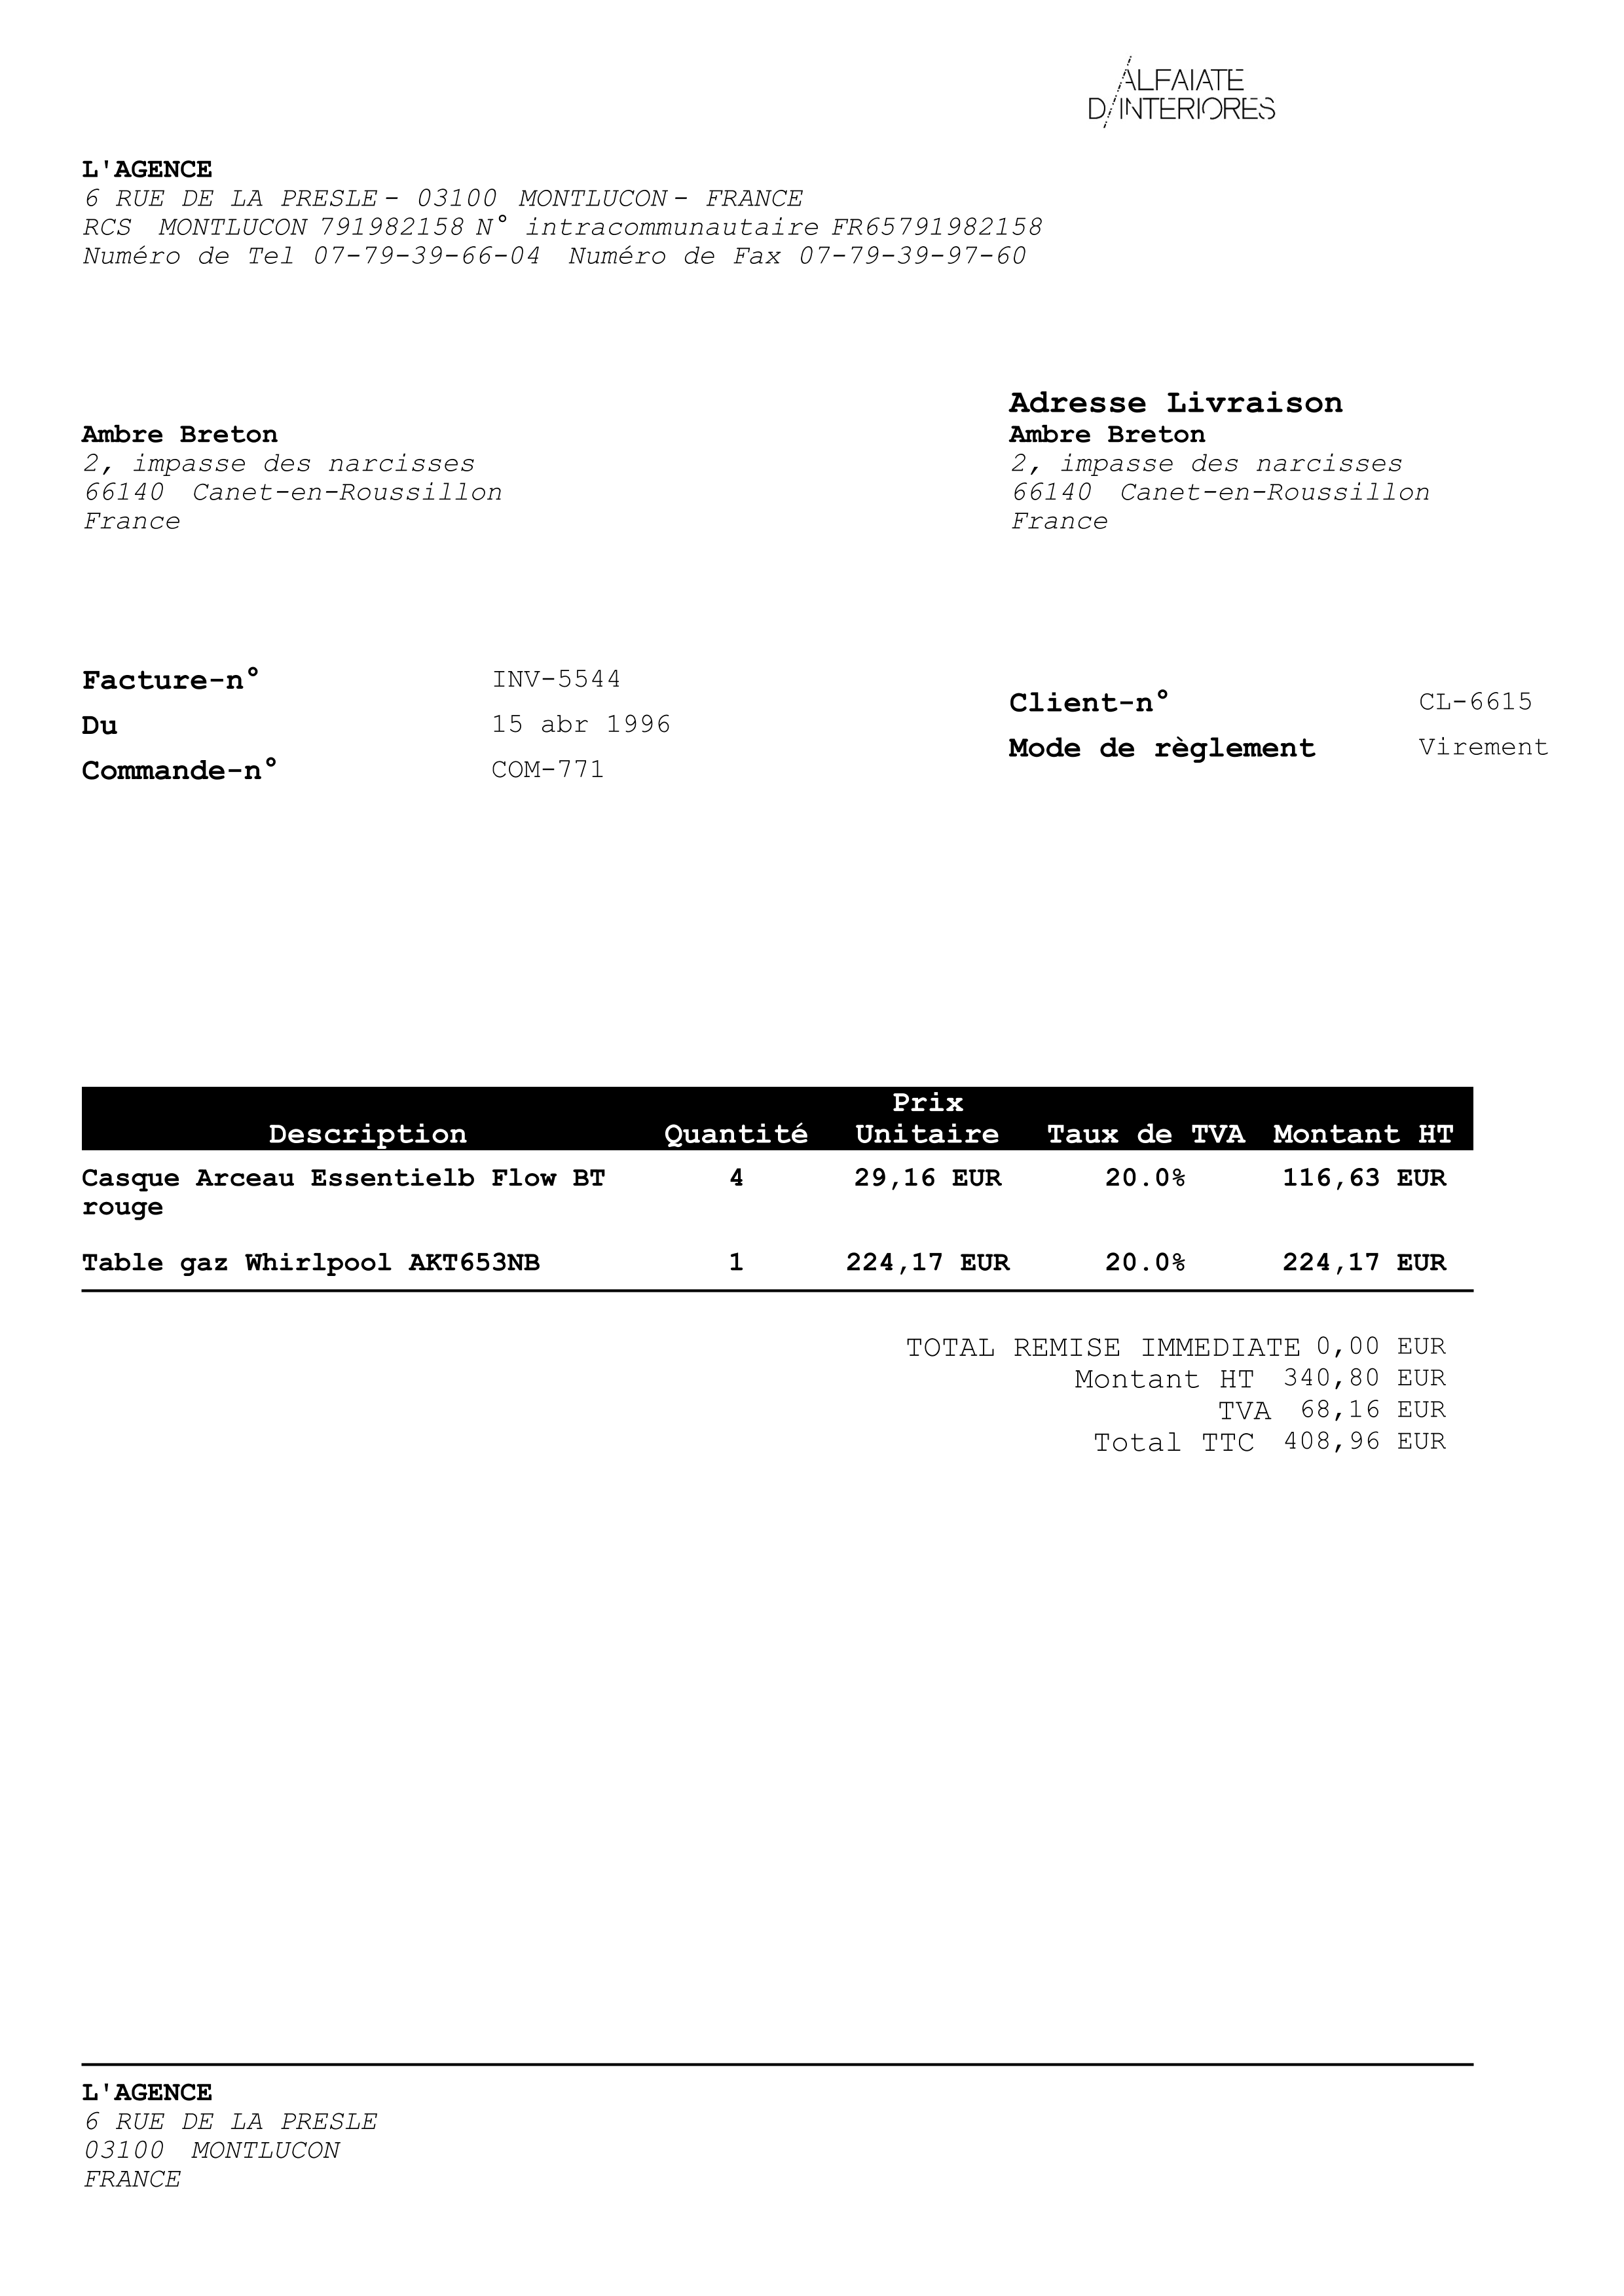 ALFAIATE
D/INTERIORES
L'AGENCE
6 RUE DE LA PRESLE - 03100 MONTLUCON - FRANCE
RCS MONTLUCON 791982158 N° intracommunautaire FR65791982158
Numéro de Tel 07-79-39-66-04 Numéro de Fax 07-79-39-97-60
Ambre Breton
2, impasse des narcisses
66140 Canet-en-Roussillon
France
Adresse Livraison
Ambre Breton
2, impasse des narcisses
66140 Canet-en-Roussillon
France
Facture-n° INV-5544
Du 15 abr 1996
Commande-n° COM-771
Client-n° CL-6615
Mode de règlement Virement
Prix
Description Quantité Unitaire Taux de TVA Montant HT
Casque Arceau Essentielb Flow BT 4 29,16 EUR 20.0% 116,63 EUR
rouge
Table gaz Whirlpool AKT653NB 1 224,17 EUR 20.0% 224,17 EUR
TOTAL REMISE IMMEDIATE 0,00 EUR
Montant HT 340,80 EUR
TVA 68,16 EUR
Total TTC 408,96 EUR
L'AGENCE
6 RUE DE LA PRESLE
03100 MONTLUCON
FRANCE